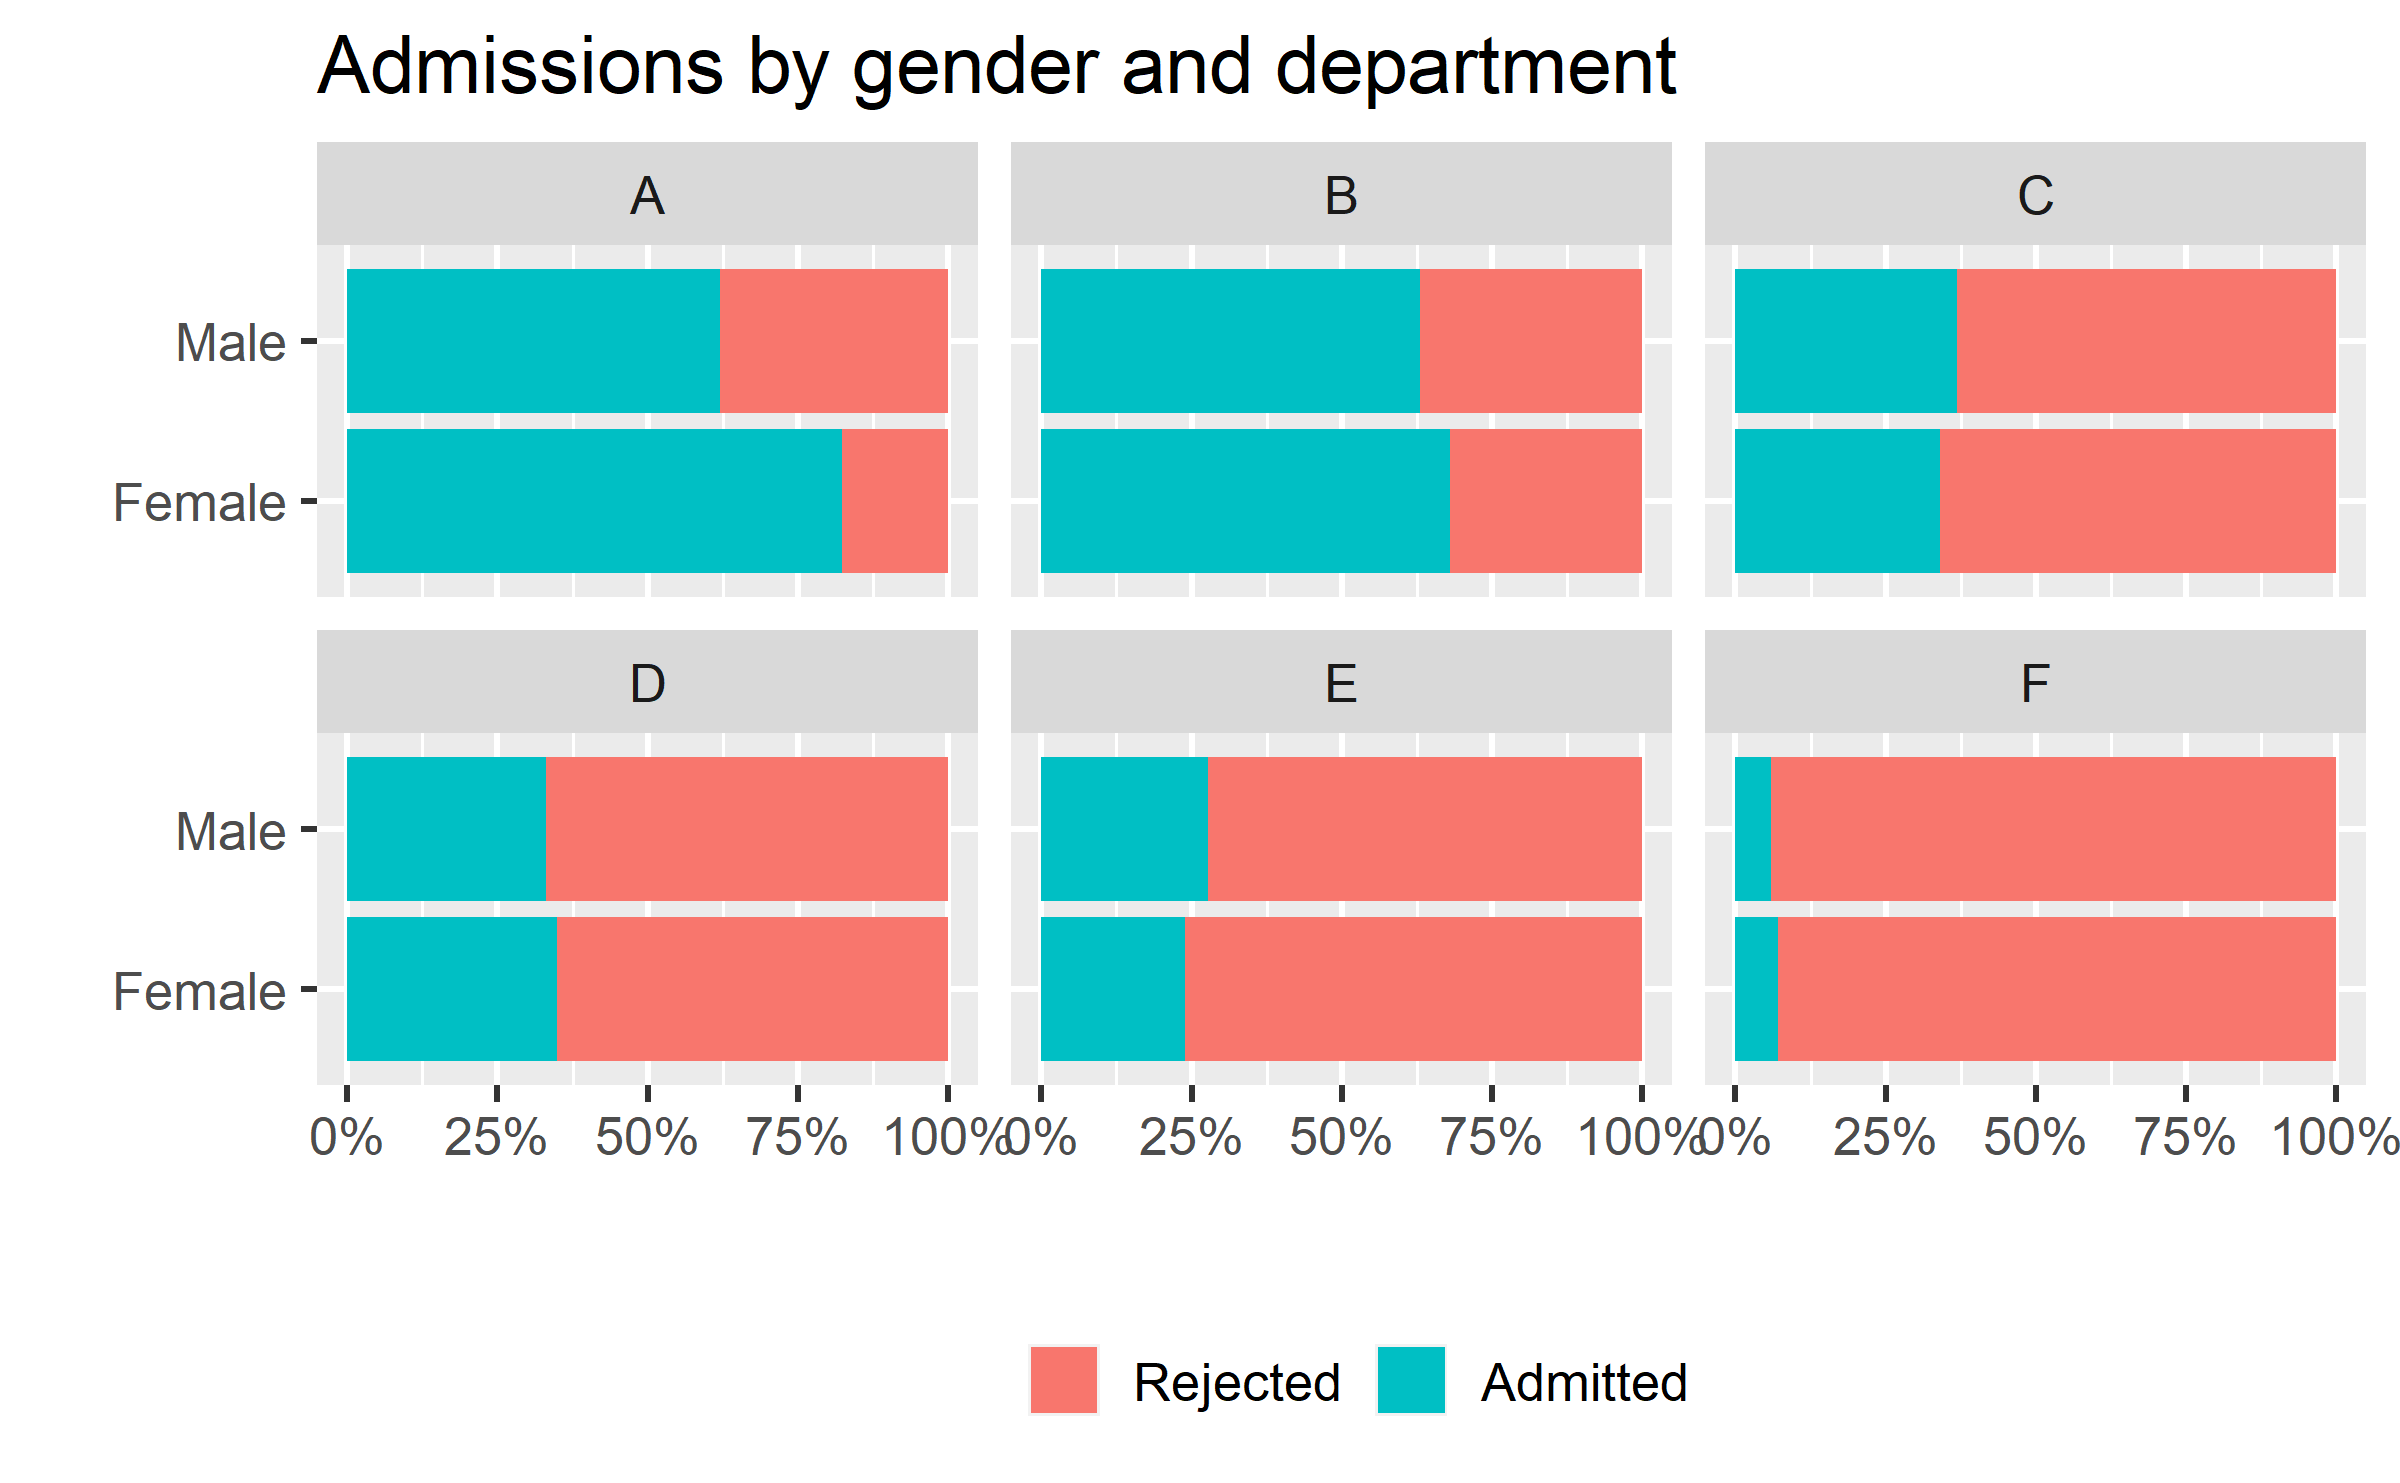 Admissions by gender and department
A B C
Male
Female
D E F
Male
Female
0% 25% 50% 75% 100% 0% 25% 50% 75% 100% 0% 25% 50% 75% 100%
Rejected Admitted